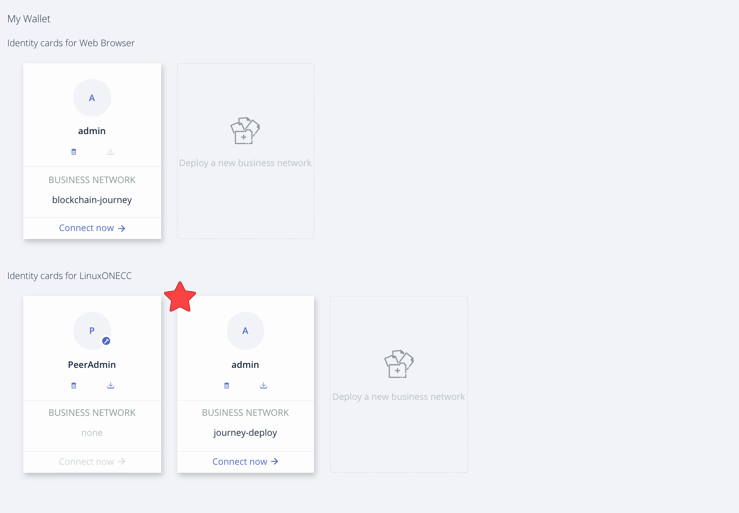 My Wallet
Identity cards for Web Browser
A
admin
BUSINESS NETWORK
blockchain-journey
Connect now
Deploy a new business network
Identity cards for LinuxONECC
P
PeerAdmin
BUSINESS NETWORK
none
Connect now
A
admin
BUSINESS NETWORK
journey-deploy
Connect now
Deploy a new business network